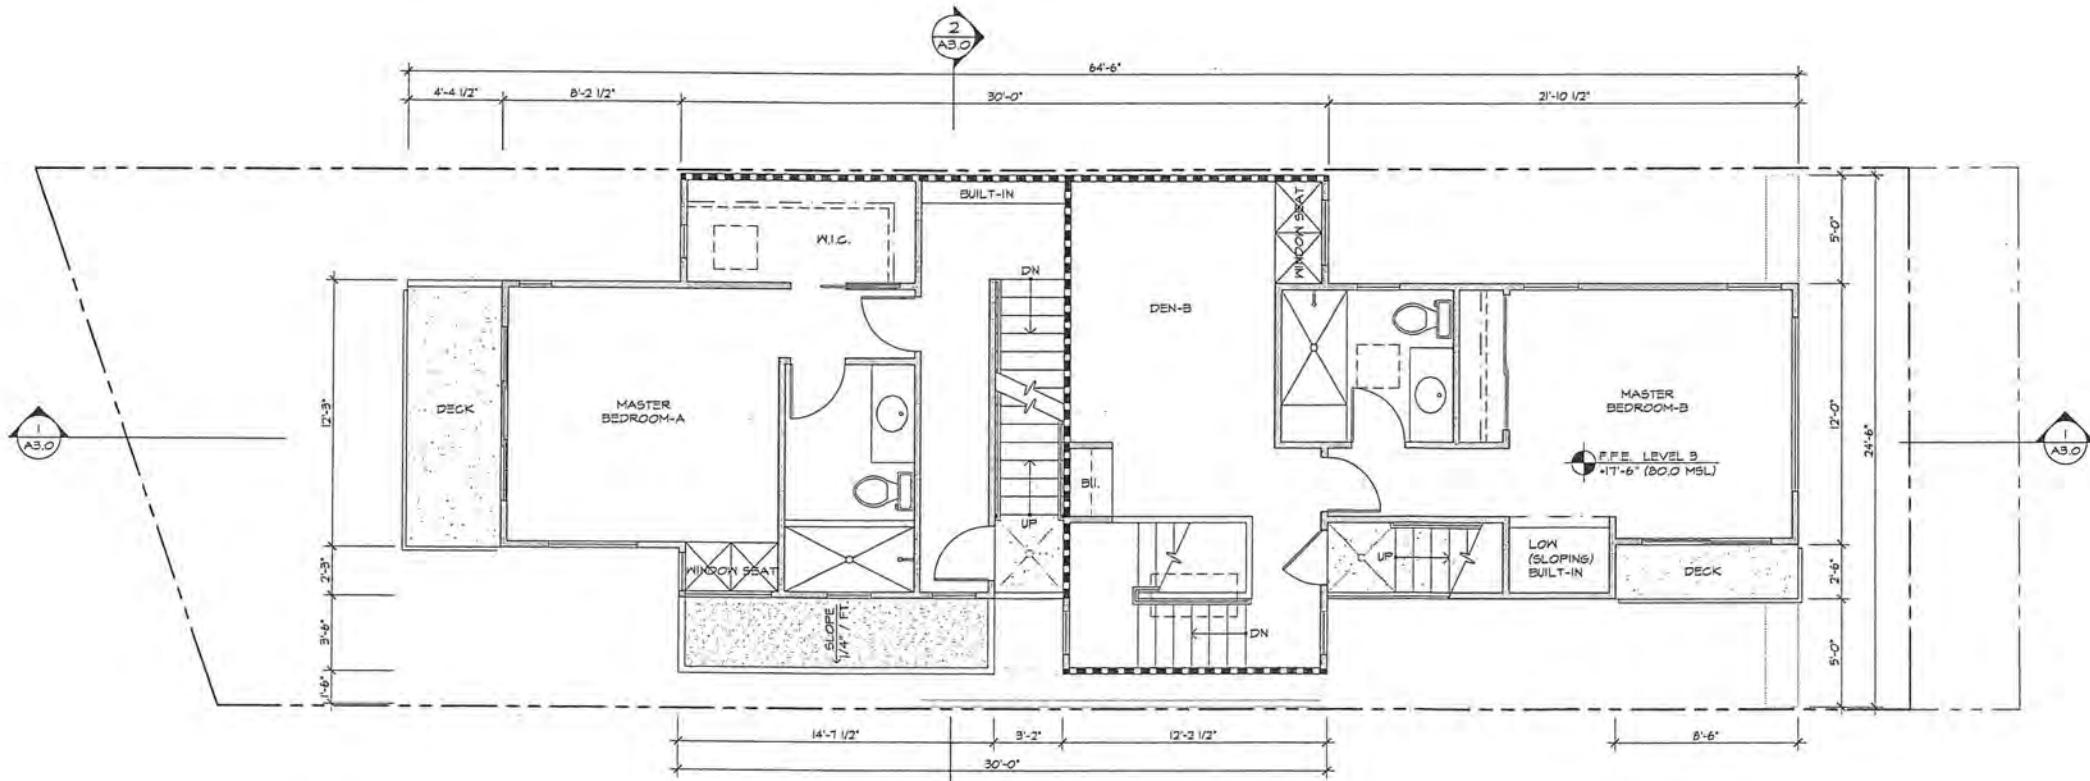 2
A3.0
64'-6"
4'-4 1/2"
8'-2 1/2"
30'-0"
21'-10 1/2"
BUILT-IN
W.I.C.
WINDOW SEAT
5'-0"
DN
DEN-B
12'-3"
DECK
MASTER
BEDROOM-A
MASTER
BEDROOM-B
12'-0"
24'-6"
1
A3.0
1
A3.0
F.F.E. LEVEL 3
+17'-6" (80.0 MSL)
UP
UP
LOW
(SLOPING)
BUILT-IN
DECK
2'-6"
2'-3"
WINDOW SEAT
SLOPE
1/4" / FT.
DN
3'-6"
5'-0"
1'-6"
14'-7 1/2"
3'-2"
12'-2 1/2"
8'-6"
30'-0"